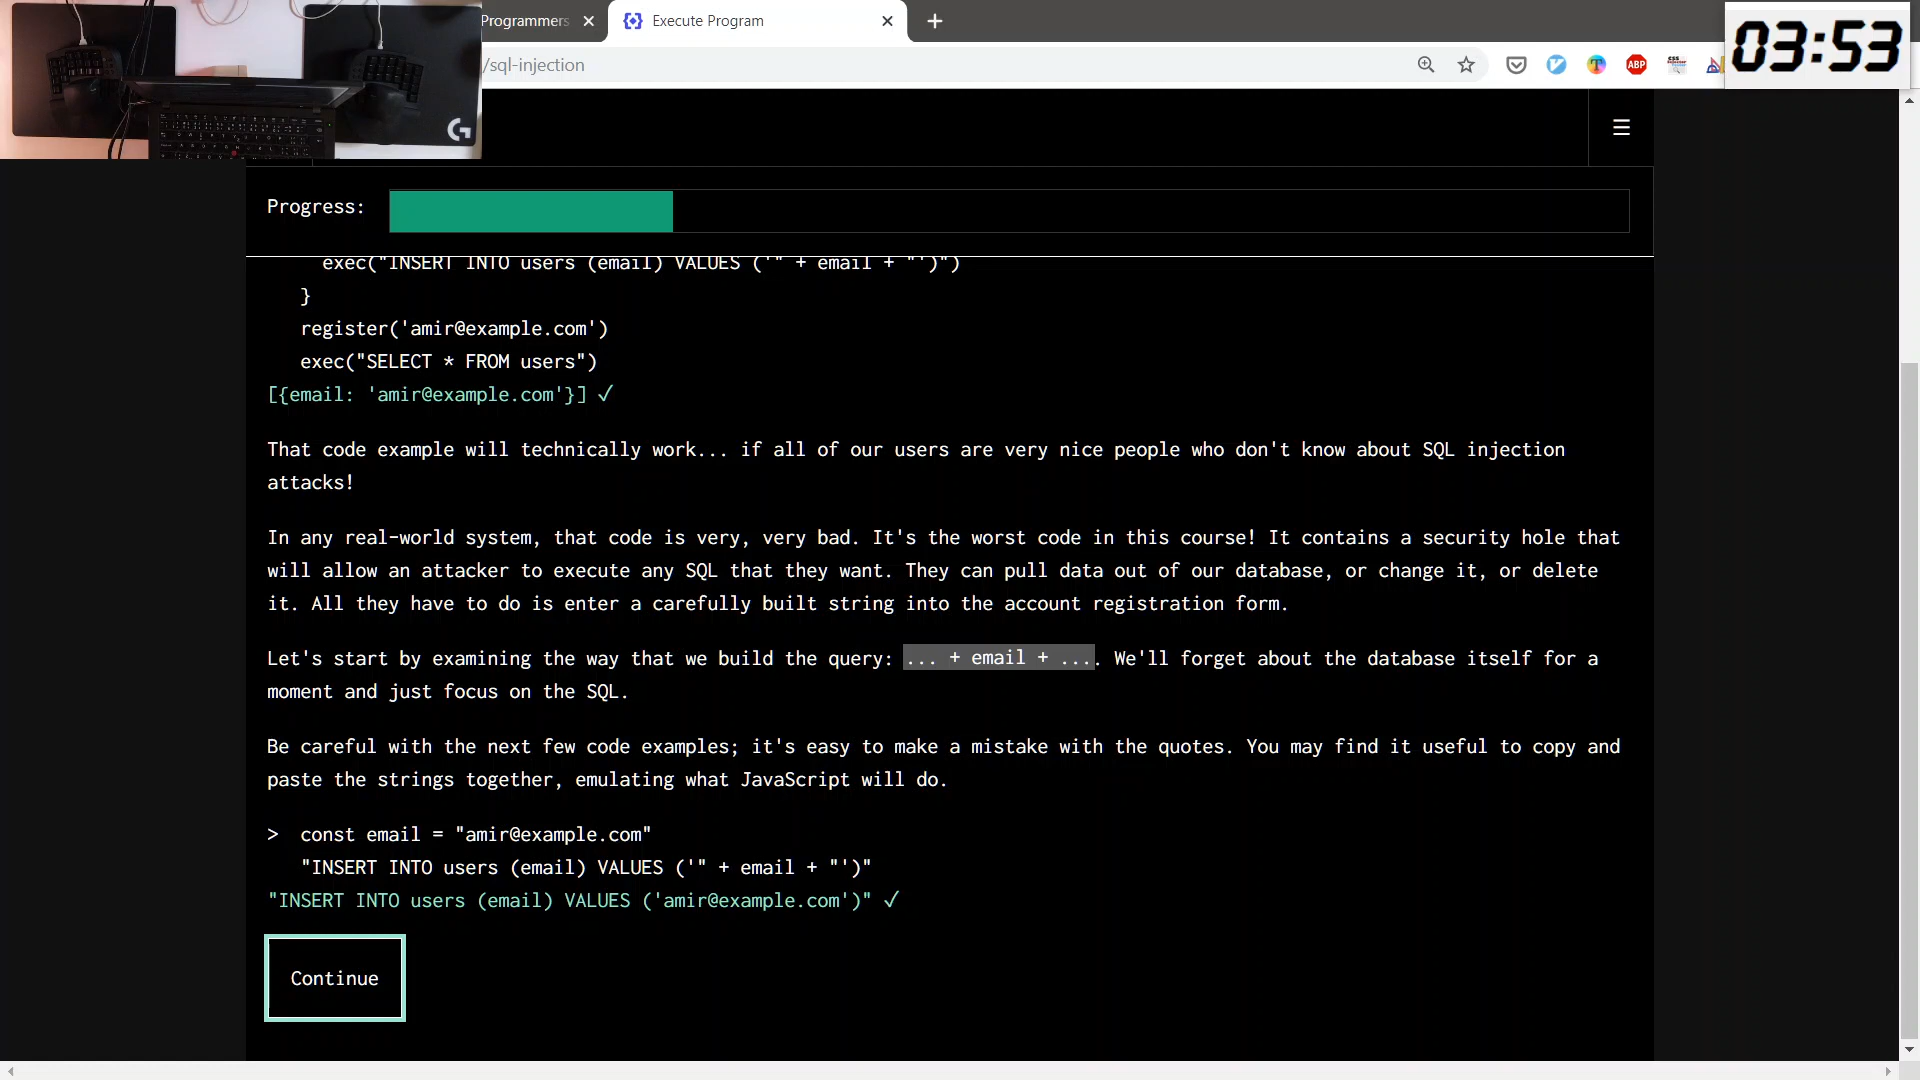 Programmers
Execute Program
03:53
/sql-injection
ABP
Progress:
exec("INSERT INTO users (email) VALUES ('" + email + "')")
}
register('amir@example.com')
exec("SELECT * FROM users")
[{email: 'amir@example.com'}] ✓
That code example will technically work... if all of our users are very nice people who don't know about SQL injection
attacks!
In any real-world system, that code is very, very bad. It's the worst code in this course! It contains a security hole that
will allow an attacker to execute any SQL that they want. They can pull data out of our database, or change it, or delete
it. All they have to do is enter a carefully built string into the account registration form.
Let's start by examining the way that we build the query: ... + email + .... We'll forget about the database itself for a
moment and just focus on the SQL.
Be careful with the next few code examples; it's easy to make a mistake with the quotes. You may find it useful to copy and
paste the strings together, emulating what JavaScript will do.
> const email = "amir@example.com"
"INSERT INTO users (email) VALUES ('" + email + "')"
"INSERT INTO users (email) VALUES ('amir@example.com')" ✓
Continue